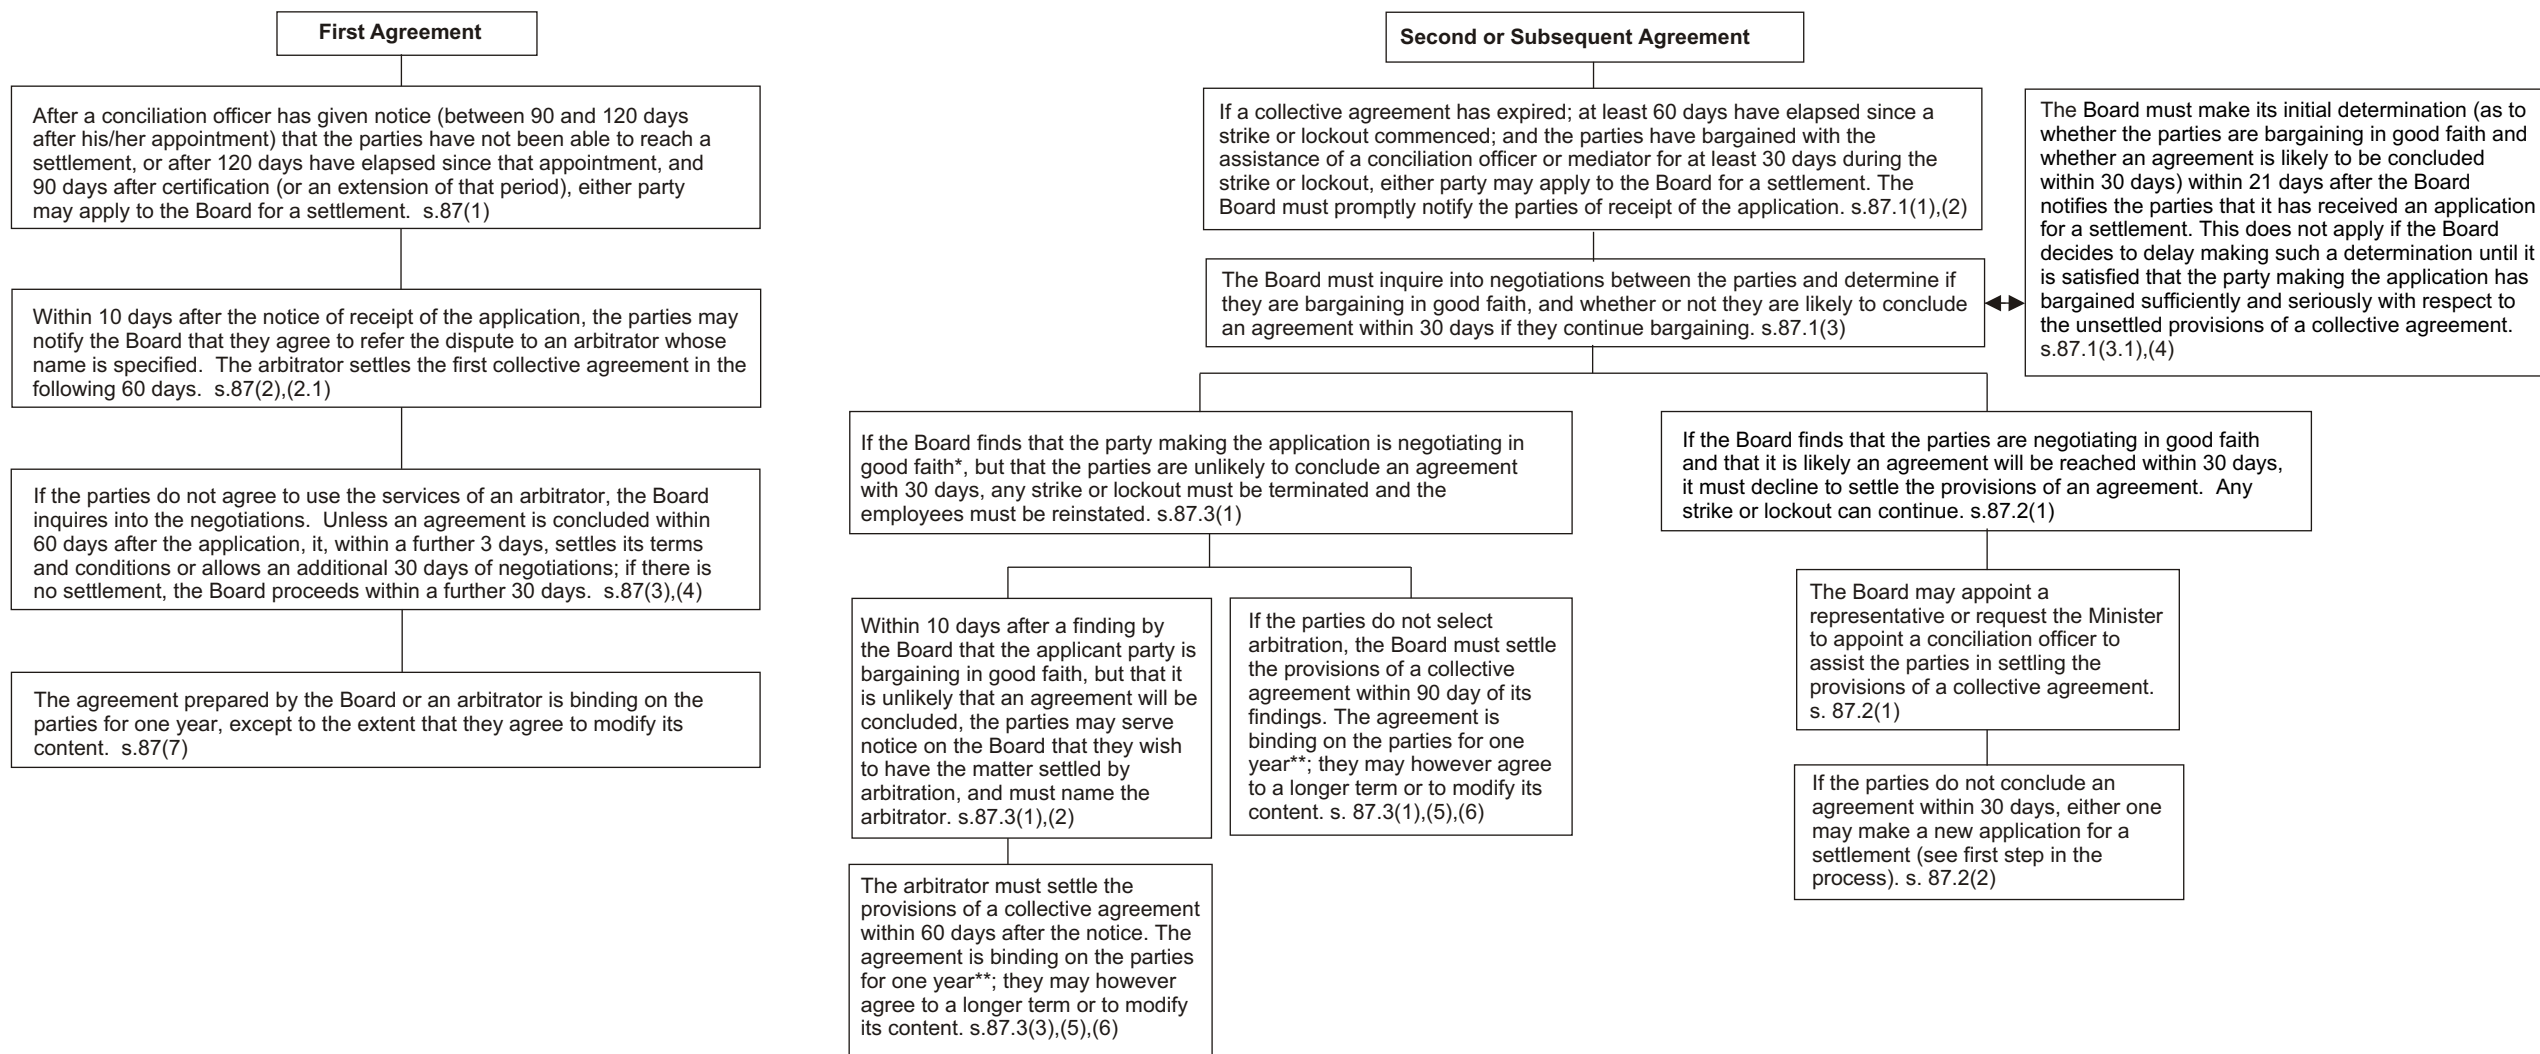 First Agreement
After a conciliation officer has given notice (between 90 and 120 days
after his/her appointment) that the parties have not been able to reach a
settlement, or after 120 days have elapsed since that appointment, and
90 days after certification (or an extension of that period), either party
may apply to the Board for a settlement. s.87(1)
Within 10 days after the notice of receipt of the application, the parties may
notify the Board that they agree to refer the dispute to an arbitrator whose
name is specified. The arbitrator settles the first collective agreement in the
following 60 days. s.87(2),(2.1)
If the parties do not agree to use the services of an arbitrator, the Board
inquires into the negotiations. Unless an agreement is concluded within
60 days after the application, it, within a further 3 days, settles its terms
and conditions or allows an additional 30 days of negotiations; if there is
no settlement, the Board proceeds within a further 30 days. s.87(3),(4)
The agreement prepared by the Board or an arbitrator is binding on the
parties for one year, except to the extent that they agree to modify its
content. s.87(7)
Second or Subsequent Agreement
If a collective agreement has expired; at least 60 days have elapsed since a
strike or lockout commenced; and the parties have bargained with the
assistance of a conciliation officer or mediator for at least 30 days during the
strike or lockout, either party may apply to the Board for a settlement. The
Board must promptly notify the parties of receipt of the application. s.87.1(1),(2)
The Board must inquire into negotiations between the parties and determine if
they are bargaining in good faith, and whether or not they are likely to conclude
an agreement within 30 days if they continue bargaining. s.87.1(3)
The Board must make its initial determination (as to
whether the parties are bargaining in good faith and
whether an agreement is likely to be concluded
within 30 days) within 21 days after the Board
notifies the parties that it has received an application
for a settlement. This does not apply if the Board
decides to delay making such a determination until it
is satisfied that the party making the application has
bargained sufficiently and seriously with respect to
the unsettled provisions of a collective agreement.
s.87.1(3.1),(4)
If the Board finds that the party making the application is negotiating in
good faith*, but that the parties are unlikely to conclude an agreement
with 30 days, any strike or lockout must be terminated and the
employees must be reinstated. s.87.3(1)
Within 10 days after a finding by
the Board that the applicant party is
bargaining in good faith, but that it
is unlikely that an agreement will be
concluded, the parties may serve
notice on the Board that they wish
to have the matter settled by
arbitration, and must name the
arbitrator. s.87.3(1),(2)
The arbitrator must settle the
provisions of a collective agreement
within 60 days after the notice. The
agreement is binding on the parties
for one year**; they may however
agree to a longer term or to modify
its content. s.87.3(3),(5),(6)
If the parties do not select
arbitration, the Board must settle
the provisions of a collective
agreement within 90 day of its
findings. The agreement is
binding on the parties for one
year**; they may however agree
to a longer term or to modify its
content. s. 87.3(1),(5),(6)
If the Board finds that the parties are negotiating in good faith
and that it is likely an agreement will be reached within 30 days,
it must decline to settle the provisions of an agreement. Any
strike or lockout can continue. s.87.2(1)
The Board may appoint a
representative or request the Minister
to appoint a conciliation officer to
assist the parties in settling the
provisions of a collective agreement.
s. 87.2(1)
If the parties do not conclude an
agreement within 30 days, either one
may make a new application for a
settlement (see first step in the
process). s. 87.2(2)